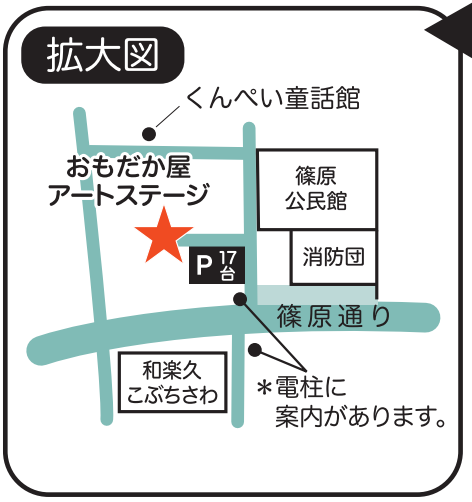 拡大図
くんぺい童話館
おもだか屋
アートステージ
篠原
公民館
P 17台
消防団
篠原通り
和楽久
こぶちさわ
*電柱に
案内があります。